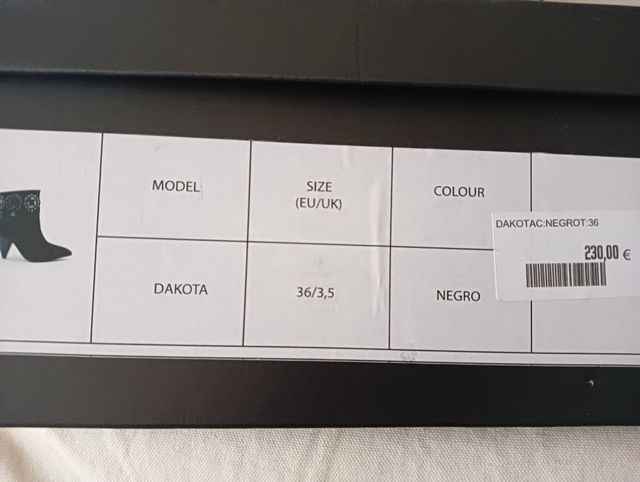 MODEL
SIZE
(EU/UK)
COLOUR
DAKOTAC:NEGROT:36
230,00 €
DAKOTA
36/3,5
NEGRO